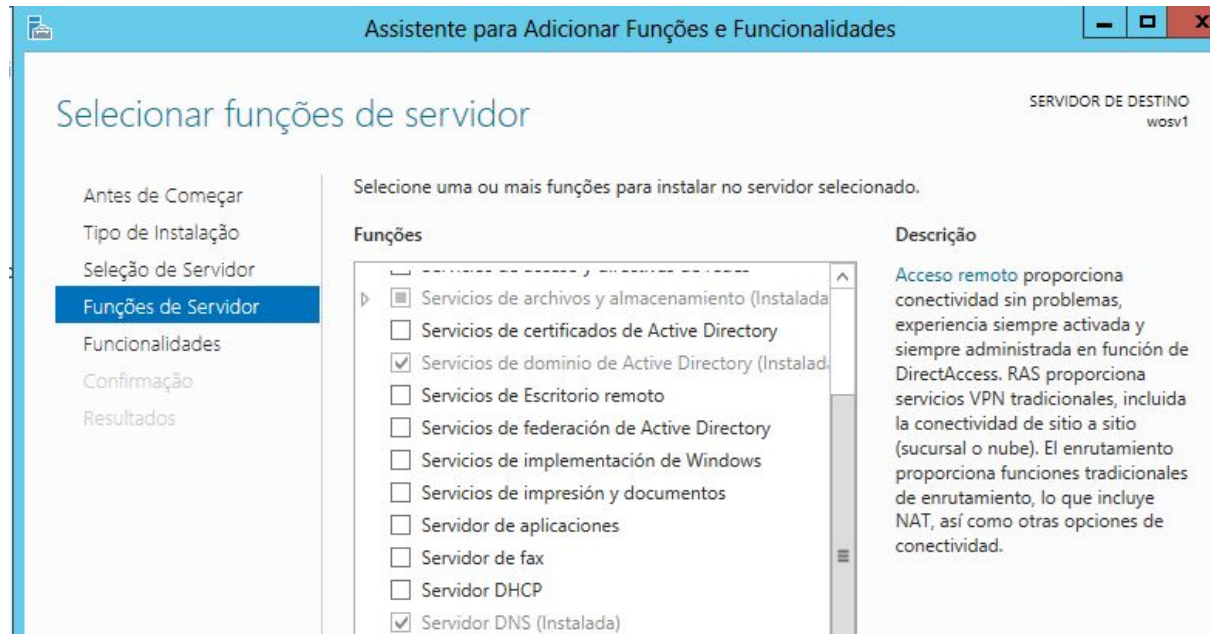 Assistente para Adicionar Funções e Funcionalidades
Selecionar funções de servidor
SERVIDOR DE DESTINO
wosv1
Antes de Começar
Tipo de Instalação
Seleção de Servidor
Funções de Servidor
Funcionalidades
Confirmação
Resultados
Selecione uma ou mais funções para instalar no servidor selecionado.
Funções
Servicios de archivos y almacenamiento (Instalada
Servicios de certificados de Active Directory
Servicios de dominio de Active Directory (Instalada
Servicios de Escritorio remoto
Servicios de federación de Active Directory
Servicios de implementación de Windows
Servicios de impresión y documentos
Servidor de aplicaciones
Servidor de fax
Servidor DHCP
Servidor DNS (Instalada)
Descrição
Acceso remoto proporciona
conectividad sin problemas,
experiencia siempre activada y
siempre administrada en función de
DirectAccess. RAS proporciona
servicios VPN tradicionales, incluida
la conectividad de sitio a sitio
(sucursal o nube). El enrutamiento
proporciona funciones tradicionales
de enrutamiento, lo que incluye
NAT, así como otras opciones de
conectividad.